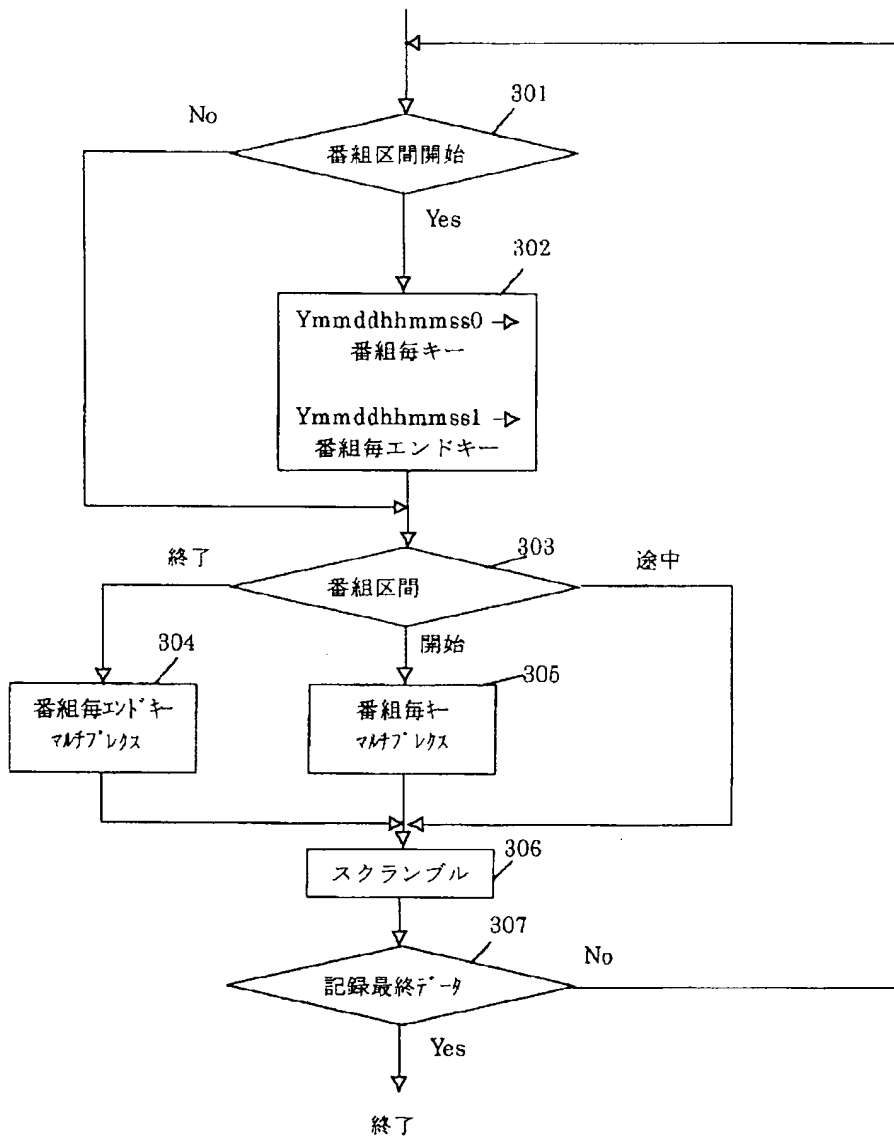 301
No
番組区間開始
Yes
302
Ymmddhhmmss0
番組毎キー
Ymmddhhmmss1
番組毎エンドキー
303
終了
途中
番組区間
304
開始
305
番組毎エンドキー
マルチプレクス
番組毎キー
マルチプレクス
306
スクランブル
307
No
記録最終データ
Yes
終了